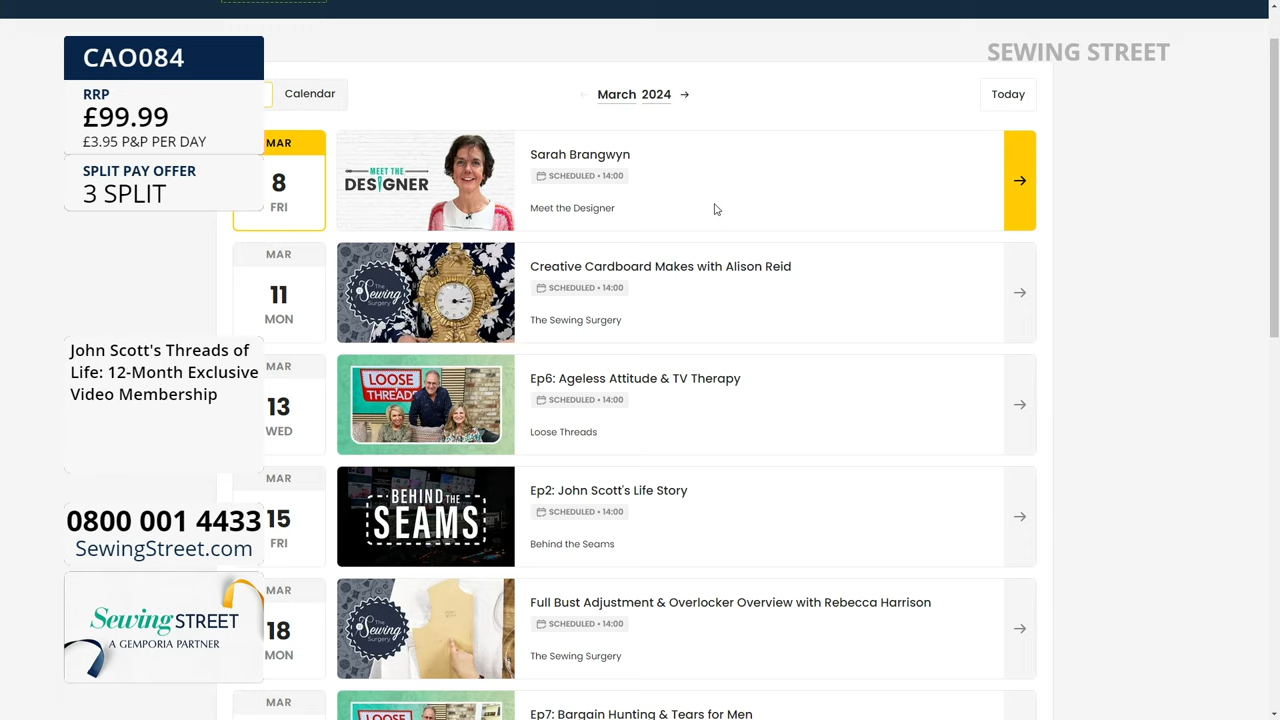 SEWING STREET
CAO084
RRP
£99.99
£3.95 P&P PER DAY
SPLIT PAY OFFER
3 SPLIT
John Scott's Threads of
Life: 12-Month Exclusive
Video Membership
0800 001 4433
SewingStreet.com
Sewing STREET
A GEMPORIA PARTNER
Calendar
← March 2024 →
Today
MAR
8
FRI
MEET THE
DESIGNER
Sarah Brangwyn
SCHEDULED • 14:00
Meet the Designer
MAR
11
MON
The
Sewing
Surgery
Creative Cardboard Makes with Alison Reid
SCHEDULED • 14:00
The Sewing Surgery
MAR
13
WED
LOOSE
THREADS
Ep6: Ageless Attitude & TV Therapy
SCHEDULED • 14:00
Loose Threads
MAR
15
FRI
BEHIND THE
SEAMS
Ep2: John Scott's Life Story
SCHEDULED • 14:00
Behind the Seams
MAR
18
MON
The
Sewing
Surgery
Full Bust Adjustment & Overlocker Overview with Rebecca Harrison
SCHEDULED • 14:00
The Sewing Surgery
MAR
LOOSE
Ep7: Bargain Hunting & Tears for Men